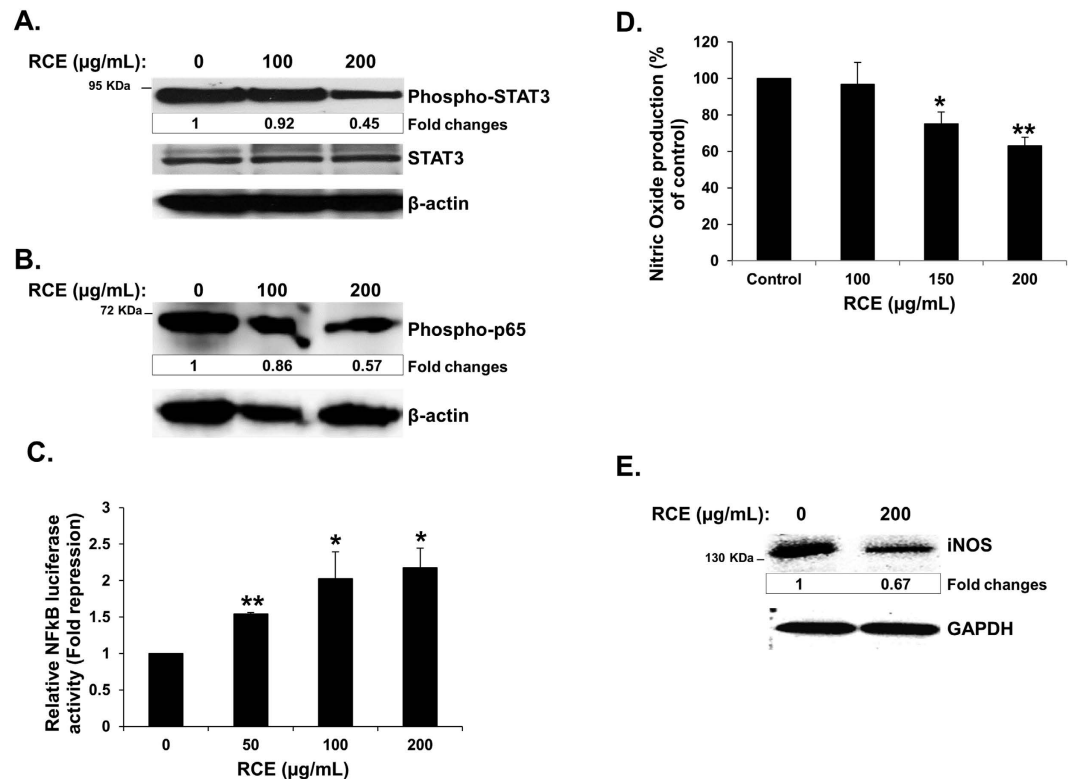 A.
RCE (µg/mL): 0 100 200
95 KDa
Phospho-STAT3
1 0.92 0.45 Fold changes
STAT3
β-actin
B.
RCE (µg/mL): 0 100 200
72 KDa
Phospho-p65
1 0.86 0.57 Fold changes
β-actin
C.
Relative NFkB luciferase
activity (Fold repression)
3
2.5
2
1.5
1
0.5
0
**
*
*
0 50 100 200
RCE (µg/mL)
D.
Nitric Oxide production (%
of control)
120
100
80
60
40
20
0
*
**
Control 100 150 200
RCE (µg/mL)
E.
RCE (µg/mL): 0 200
iNOS
130 KDa
1 0.67 Fold changes
GAPDH